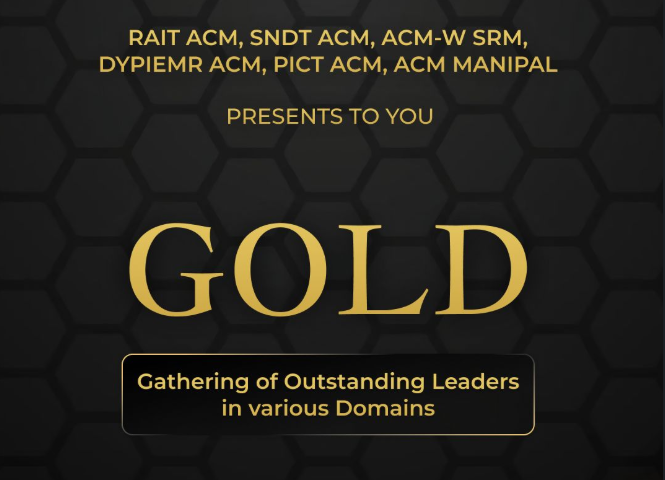 RAIT ACM, SNDT ACM, ACM-W SRM,
DYPIEMR ACM, PICT ACM, ACM MANIPAL
PRESENTS TO YOU
GOLD
Gathering of Outstanding Leaders
in various Domains